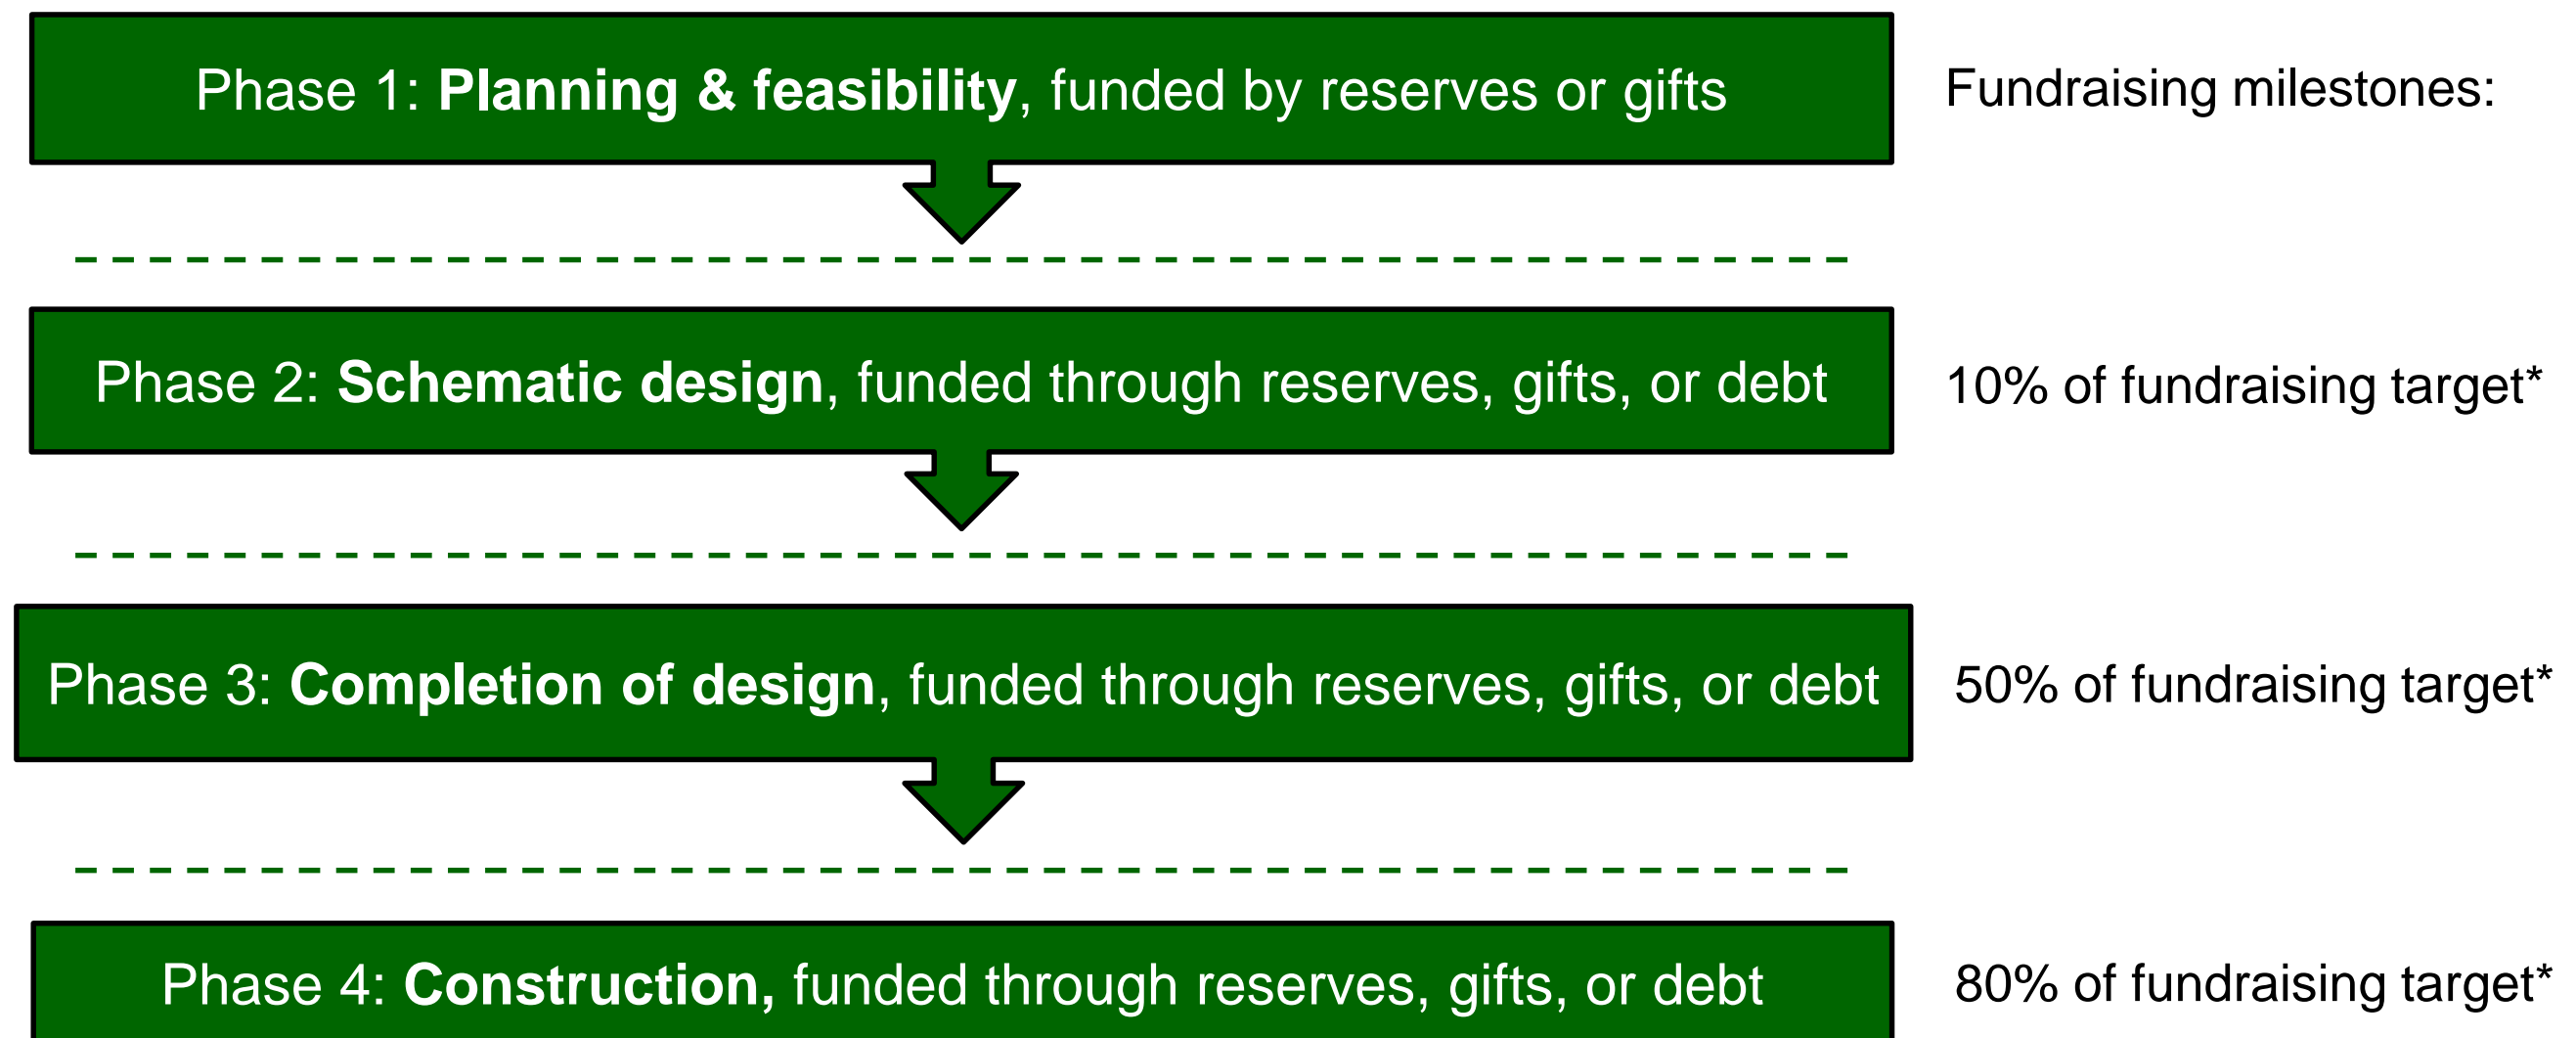 Phase 1: Planning & feasibility, funded by reserves or gifts
Fundraising milestones:
Phase 2: Schematic design, funded through reserves, gifts, or debt
10% of fundraising target*
Phase 3: Completion of design, funded through reserves, gifts, or debt
50% of fundraising target*
Phase 4: Construction, funded through reserves, gifts, or debt
80% of fundraising target*